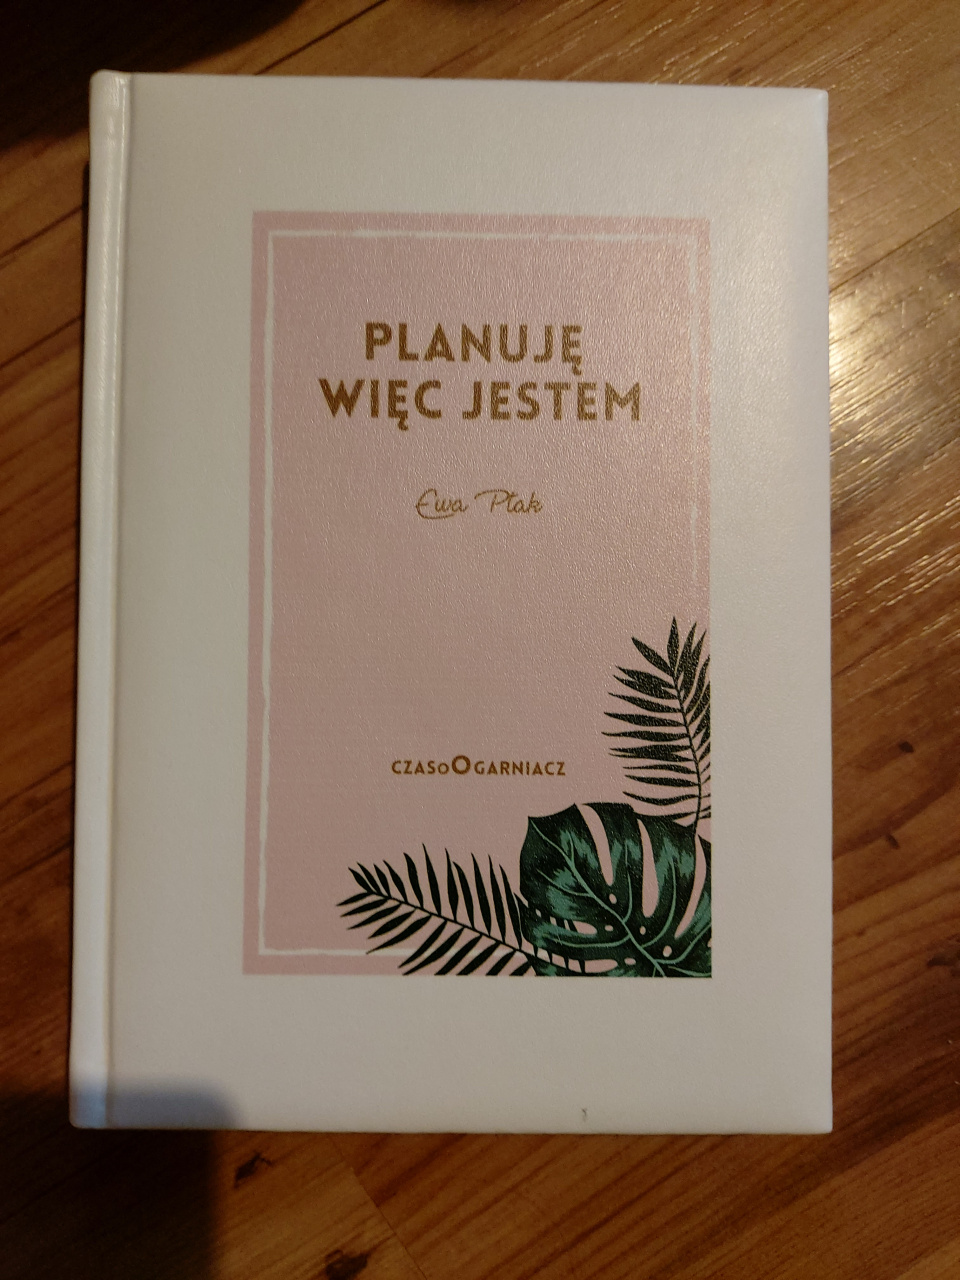 PLANUJĘ
WIĘC JESTEM
Ewa Ptak
CZASoOGARNIACZ